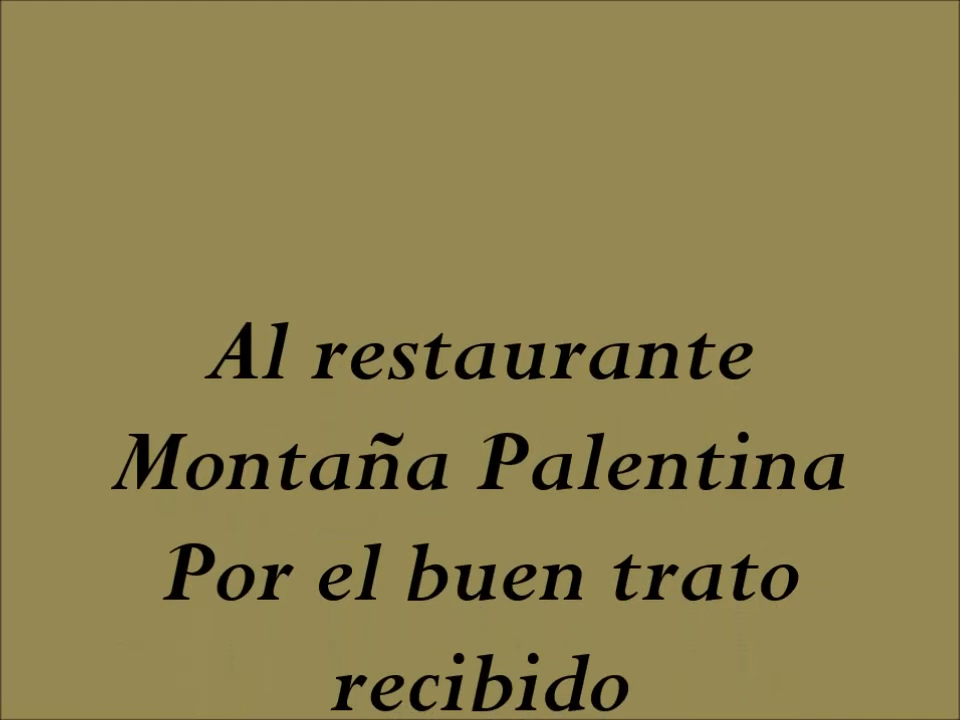 Al restaurante
Montaña Palentina
Por el buen trato
recibido